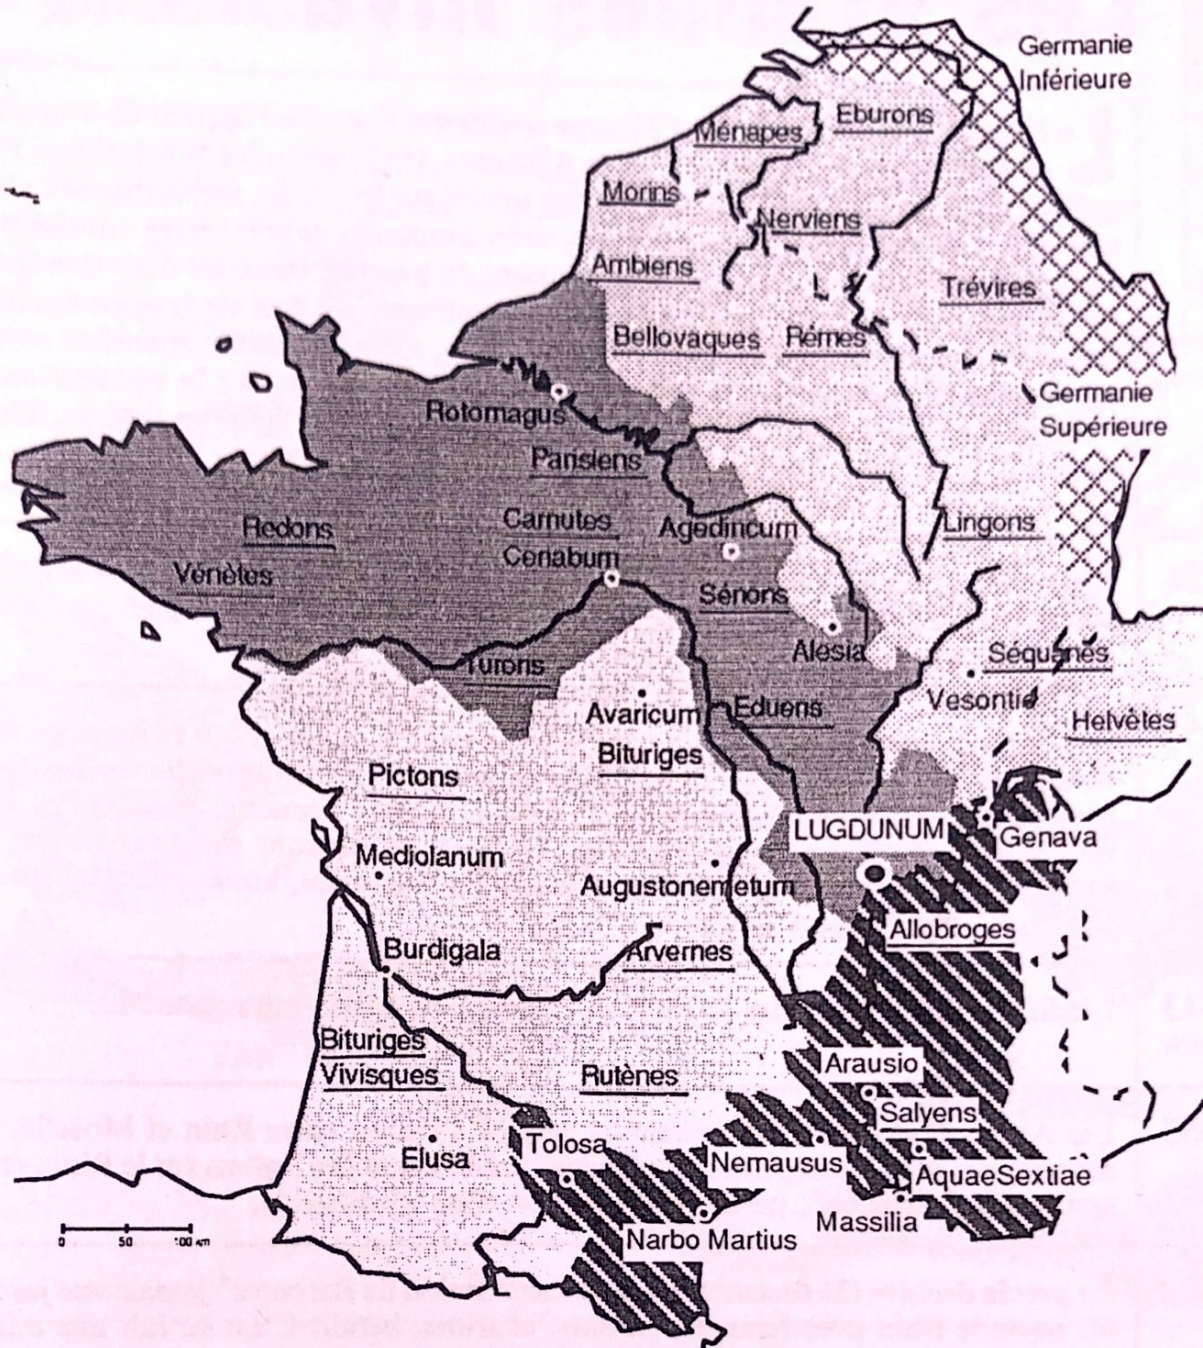 Germanie
Inférieure
Eburons
Ménapes
Morins
Nerviens
Ambiens
Trévires
Bellovaques
Rémes
Germanie
Supérieure
Rotomagus
Parisiens
Carnutes
Cenabum
Agedincum
Lingons
Redons
Vénètes
Sénons
Alesia
Turons
Séquanes
Vesontio
Avaricum
Eduens
Helvètes
Bituriges
Pictons
LUGDUNUM
Genava
Mediolanum
Augustonemetum
Allobroges
Burdigala
Arvernes
Bituriges
Vivisques
Rutènes
Arausio
Salyens
Tolosa
Elusa
Nemausus
AquaeSextiae
Massilia
Narbo Martius
0 50 100 Km